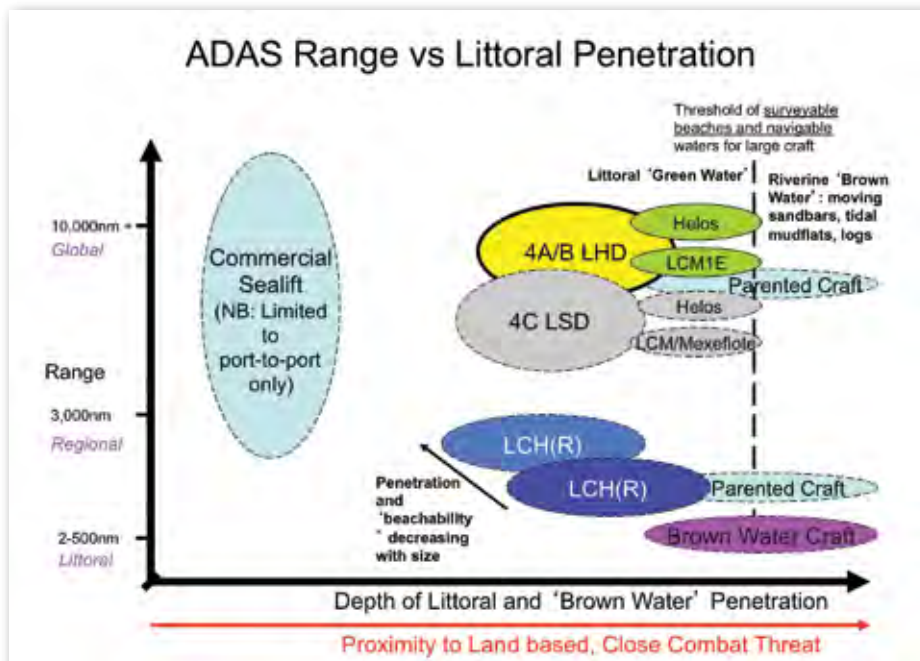 ADAS Range vs Littoral Penetration
Threshold of surveyable
beaches and navigable
waters for large craft
Littoral 'Green Water'
Riverine 'Brown
Water': moving
sandbars, tidal
mudflats, logs
10,000nm
Global
Commercial
Sealift
(NB: Limited
to
port-to-port
only)
4A/B LHD
Helos
LCM1E
Parented Craft
4C LSD
Helos
LCM/Mexeflote
Range
3,000nm
Regional
LCH(R)
LCH(R)
Parented Craft
Penetration
and
'beachability
' decreasing
with size
2-500nm
Littoral
Brown Water Craft
Depth of Littoral and 'Brown Water' Penetration
Proximity to Land based, Close Combat Threat